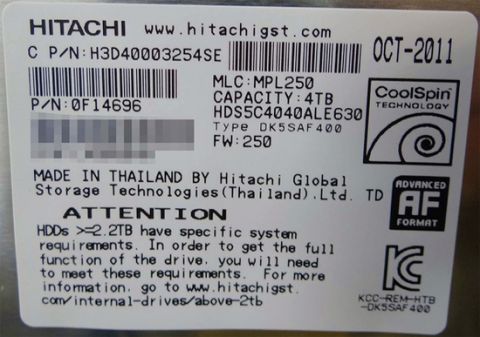 HITACHI www.hitachigst.com
C P/N:H3D40003254SE
OCT-2011
MLC:MPL250
P/N:0F14696
CAPACITY:4TB
HDS5C4040ALE630
Type DK5SAF400
FW:250
CoolSpin
TECHNOLOGY
MADE IN THAILAND BY Hitachi Global
Storage Technologies(Thailand).Ltd. TD
ADVANCED
AF
FORMAT
ATTENTION
HDDs >=2.2TB have specific system
requirements. In order to get the full
function of the drive, you will need
to meet these requirements. For more
information, go to www.hitachigst.
com/internal-drives/above-2tb
KCC-REM-HTB
-DK5SAF400